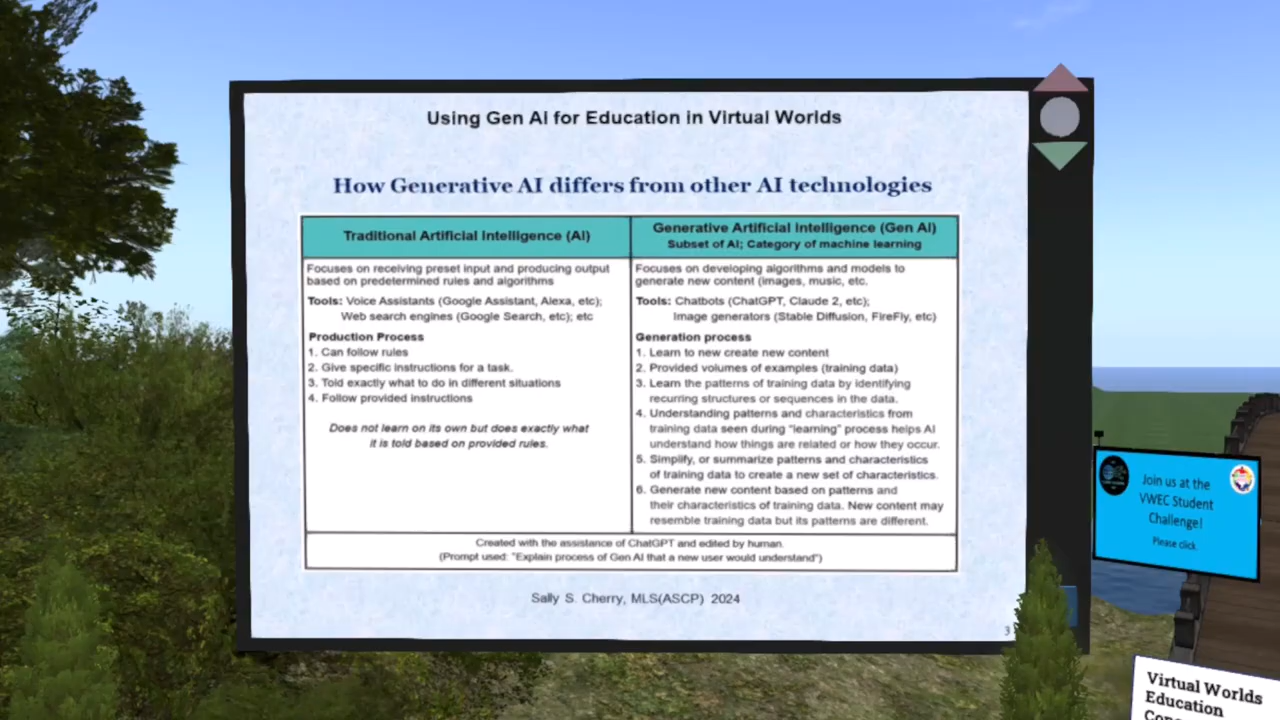 Using Gen AI for Education in Virtual Worlds
How Generative AI differs from other AI technologies
Traditional Artificial Intelligence (AI)
Focuses on receiving preset input and producing output
based on predetermined rules and algorithms
Tools: Voice Assistants (Google Assistant, Alexa, etc);
Web search engines (Google Search, etc); etc
Production Process
1. Can follow rules
2. Give specific instructions for a task.
3. Told exactly what to do in different situations
4. Follow provided instructions
Does not learn on its own but does exactly what
it is told based on provided rules.
Generative Artificial Intelligence (Gen AI)
Subset of AI; Category of machine learning
Focuses on developing algorithms and models to
generate new content (images, music, etc.
Tools: Chatbots (ChatGPT, Claude 2, etc);
Image generators (Stable Diffusion, FireFly, etc)
Generation process
1. Learn to new create new content
2. Provided volumes of examples (training data)
3. Learn the patterns of training data by identifying
recurring structures or sequences in the data.
4. Understanding patterns and characteristics from
training data seen during "learning" process helps AI
understand how things are related or how they occur.
5. Simplify, or summarize patterns and characteristics
of training data to create a new set of characteristics.
6. Generate new content based on patterns and
their characteristics of training data. New content may
resemble training data but its patterns are different.
Created with the assistance of ChatGPT and edited by human.
(Prompt used: "Explain process of Gen AI that a new user would understand")
Sally S. Cherry, MLS(ASCP) 2024
3
Join us at the
VWEC Student
Challenge!
Please click.
Virtual Worlds
Education